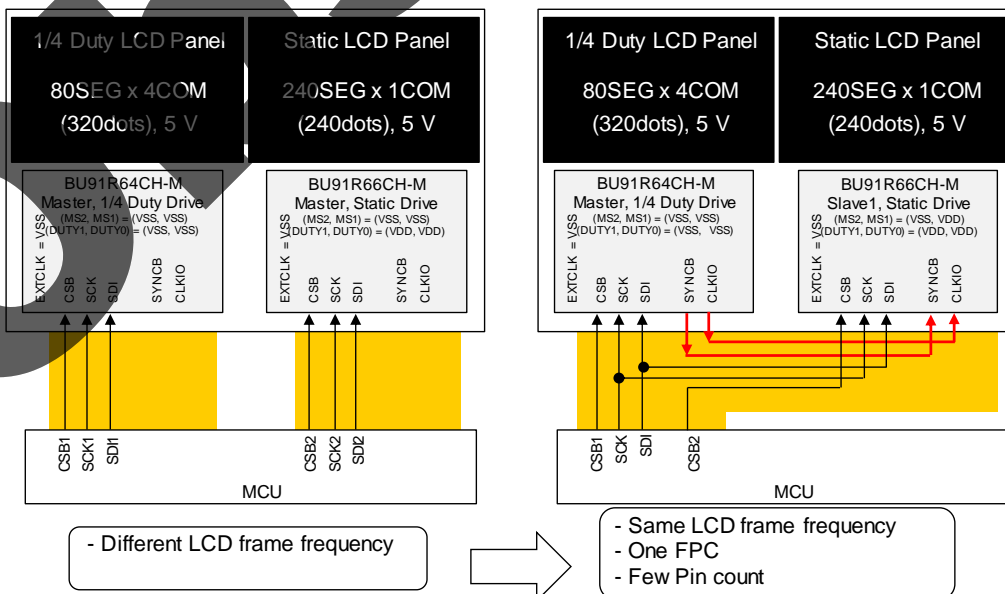 1/4 Duty LCD Panel
80SEG x 4COM
(320dots), 5 V
Static LCD Panel
240SEG x 1COM
(240dots), 5 V
BU91R64CH-M
Master, 1/4 Duty Drive
(MS2, MS1) = (VSS, VSS)
(DUTY1, DUTY0) = (VSS, VSS)
EXTCLK = VSS
CSB
SCK
SDI
SYNCB
CLKIO
BU91R66CH-M
Master, Static Drive
(MS2, MS1) = (VSS, VSS)
(DUTY1, DUTY0) = (VDD, VDD)
EXTCLK = VSS
CSB
SCK
SDI
SYNCB
CLKIO
CSB1
SCK1
SDI1
CSB2
SCK2
SDI2
MCU
- Different LCD frame frequency
1/4 Duty LCD Panel
80SEG x 4COM
(320dots), 5 V
Static LCD Panel
240SEG x 1COM
(240dots), 5 V
BU91R64CH-M
Master, 1/4 Duty Drive
(MS2, MS1) = (VSS, VSS)
(DUTY1, DUTY0) = (VSS, VSS)
EXTCLK = VSS
CSB
SCK
SDI
SYNCB
CLKIO
BU91R66CH-M
Slave1, Static Drive
(MS2, MS1) = (VSS, VDD)
(DUTY1, DUTY0) = (VDD, VDD)
EXTCLK = VSS
CSB
SCK
SDI
SYNCB
CLKIO
CSB1
SCK
SDI
CSB2
MCU
- Same LCD frame frequency
- One FPC
- Few Pin count